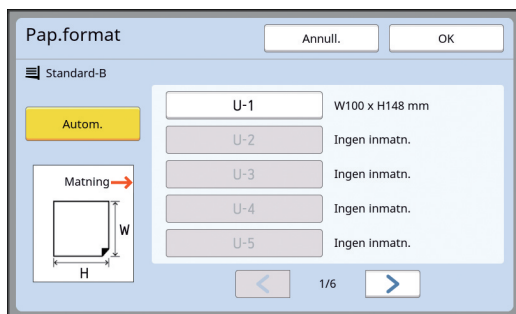 Pap.format
Annull.
OK
Standard-B
Autom.
U-1
W100 x H148 mm
U-2
Ingen inmatn.
U-3
Ingen inmatn.
U-4
Ingen inmatn.
U-5
Ingen inmatn.
Matning
W
H
1/6